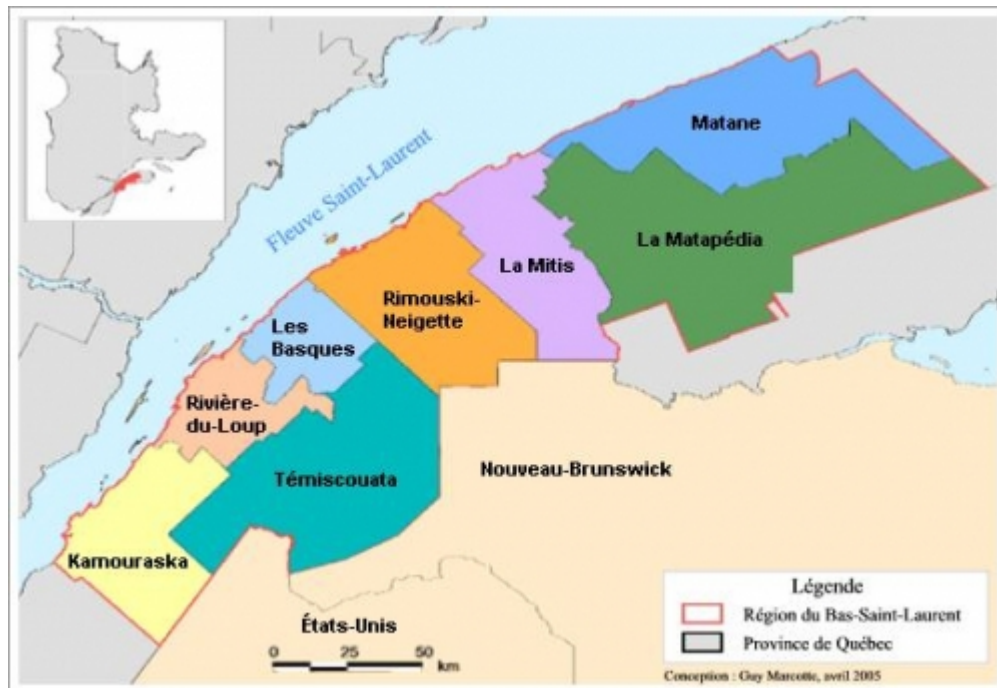 Matane
Fleuve Saint-Laurent
La Matapédia
La Mitis
Rimouski-
Neigette
Les
Basques
Rivière-
du-Loup
Nouveau-Brunswick
Témiscouata
Kamouraska
États-Unis
0 25 50
km
Légende
Région du Bas-Saint-Laurent
Province de Québec
Conception : Guy Marcotte, avril 2005